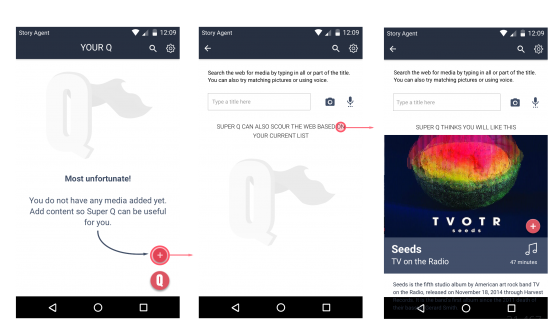 Story Agent
12:09
YOUR Q
Most unfortunate!
You do not have any media added yet.
Add content so Super Q can be useful
for you.
Q
Story Agent
12:09
Search the web for media by typing in all or part of the title.
You can also try matching pictures or using voice.
Type a title here
SUPER Q CAN ALSO SCOUR THE WEB BASED ON
YOUR CURRENT LIST
Q
Story Agent
12:09
Search the web for media by typing in all or part of the title.
You can also try matching pictures or using voice.
Type a title here
SUPER Q THINKS YOU WILL LIKE THIS
TVOTR
seeds
Seeds
TV on the Radio
47 minutes
Seeds is the fifth studio album by American art rock band TV
on the Radio, released on November 18, 2014 through Harvest